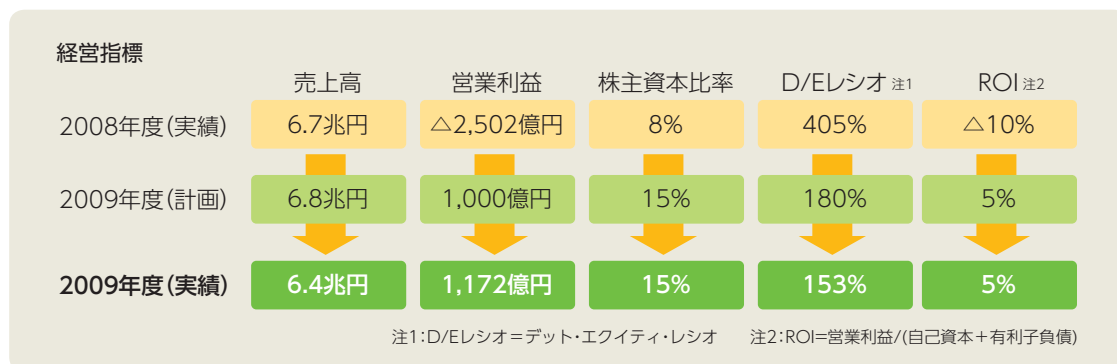 経営指標
売上高 営業利益 株主資本比率 D/Eレシオ 注1 ROI 注2
2008年度(実績) 6.7兆円 △2,502億円 8% 405% △10%
2009年度(計画) 6.8兆円 1,000億円 15% 180% 5%
2009年度(実績) 6.4兆円 1,172億円 15% 153% 5%
注1:D/Eレシオ=デット・エクイティ・レシオ 注2:ROI=営業利益/(自己資本+有利子負債)